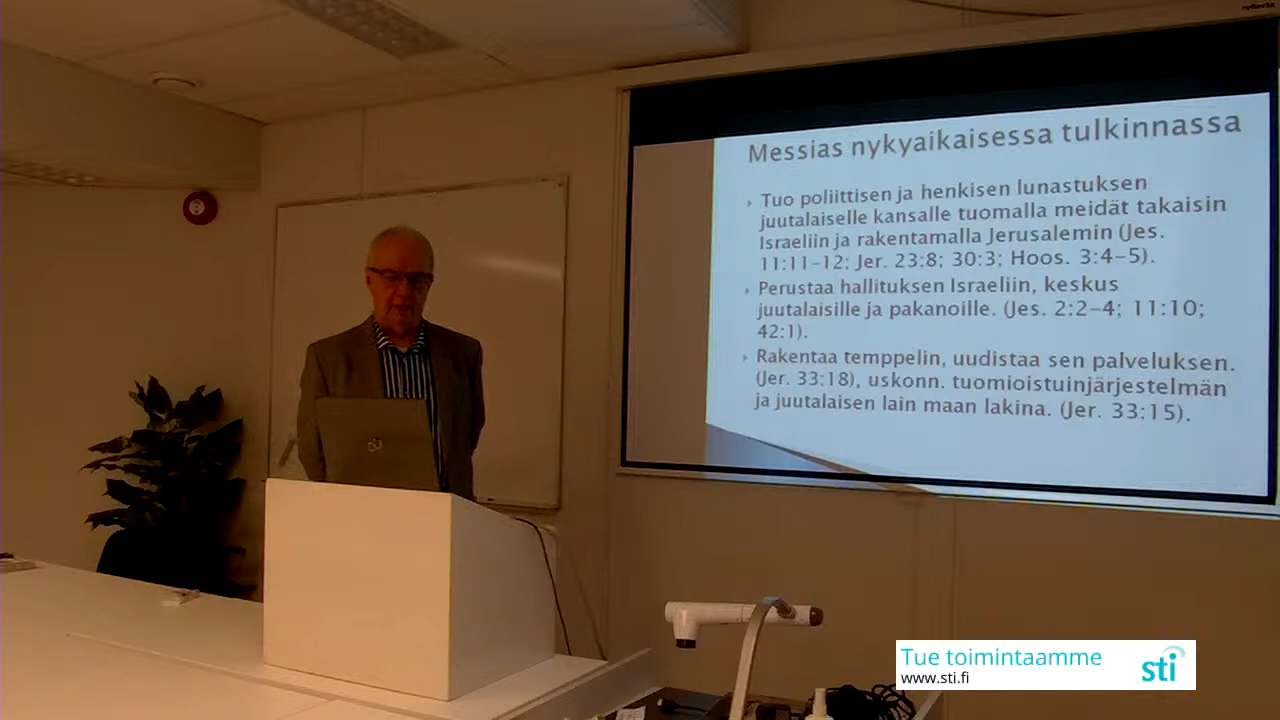 Messias nykyaikaisessa tulkinnassa
Tuo poliittisen ja henkisen lunastuksen
juutalaiselle kansalle tuomalla meidät takaisin
Israeliin ja rakentamalla Jerusalemin (Jes.
11:11-12; Jer. 23:8; 30:3; Hoos. 3:4-5).
Perustaa hallituksen Israeliin, keskus
juutalaisille ja pakanoille. (Jes. 2:2-4; 11:10;
42:1).
Rakentaa temppelin, uudistaa sen palveluksen.
(Jer. 33:18), uskonn. tuomioistuinjärjestelmän
ja juutalaisen lain maan lakina. (Jer. 33:15).
Tue toimintaamme
www.sti.fi
sti